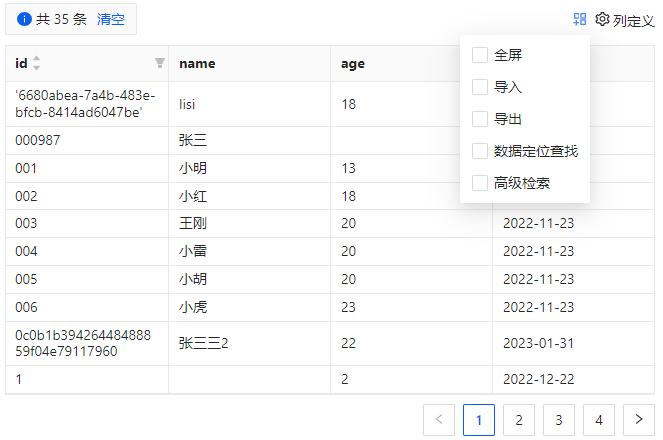 共 35 条 清空 列定义
id name age
全屏
导入
导出
数据定位查找
高级检索
'6680abea-7a4b-483e-
bfcb-8414ad6047be' lisi 18
000987 张三
001 小明 13
002 小红 18
003 王刚 20 2022-11-23
004 小雷 20 2022-11-23
005 小胡 20 2022-11-23
006 小虎 23 2022-11-23
0c0b1b394264484888
59f04e79117960 张三三2 22 2023-01-31
1 2 2022-12-22
< 1 2 3 4 >